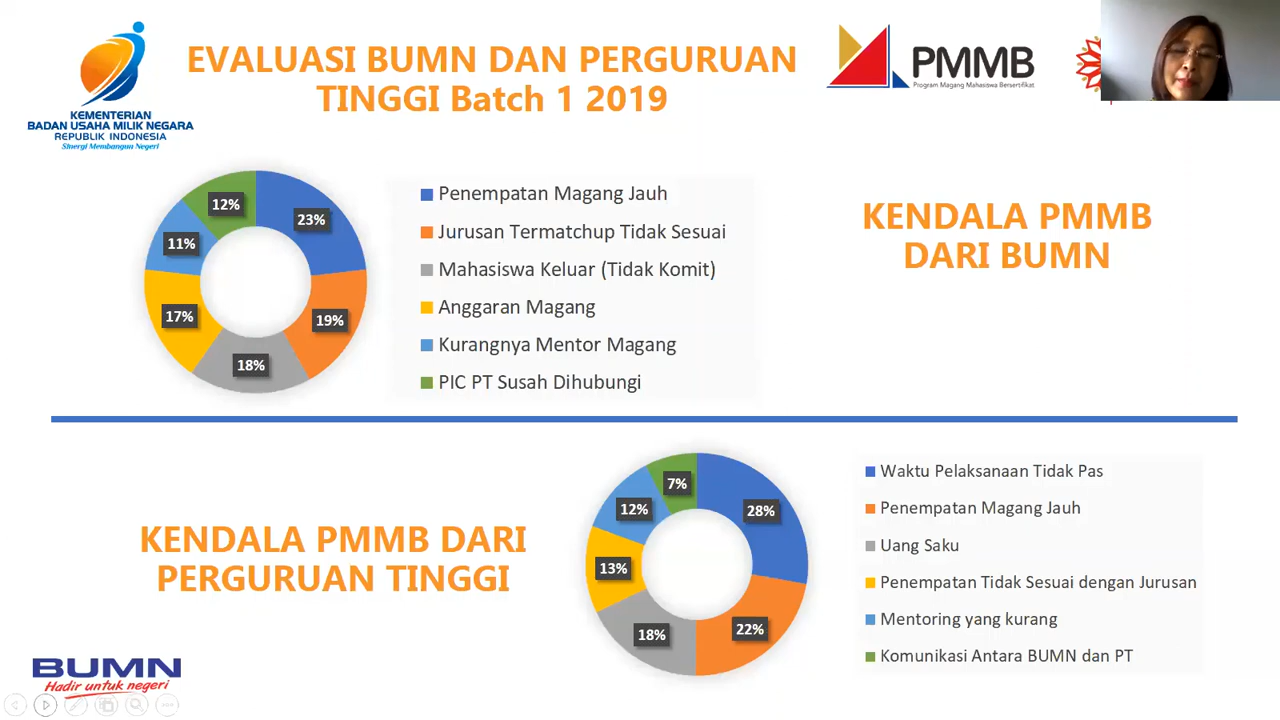 KEMENTERIAN
BADAN USAHA MILIK NEGARA
REPUBLIK INDONESIA
Sinergi Membangun Negeri
EVALUASI BUMN DAN PERGURUAN
TINGGI Batch 1 2019
PMMB
Program Magang Mahasiswa Bersertifikat
12%
23%
11%
17%
19%
18%
Penempatan Magang Jauh
Jurusan Termatchup Tidak Sesuai
Mahasiswa Keluar (Tidak Komit)
Anggaran Magang
Kurangnya Mentor Magang
PIC PT Susah Dihubungi
KENDALA PMMB
DARI BUMN
KENDALA PMMB DARI
PERGURUAN TINGGI
7%
28%
12%
13%
22%
18%
Waktu Pelaksanaan Tidak Pas
Penempatan Magang Jauh
Uang Saku
Penempatan Tidak Sesuai dengan Jurusan
Mentoring yang kurang
Komunikasi Antara BUMN dan PT
BUMN
Hadir untuk negeri